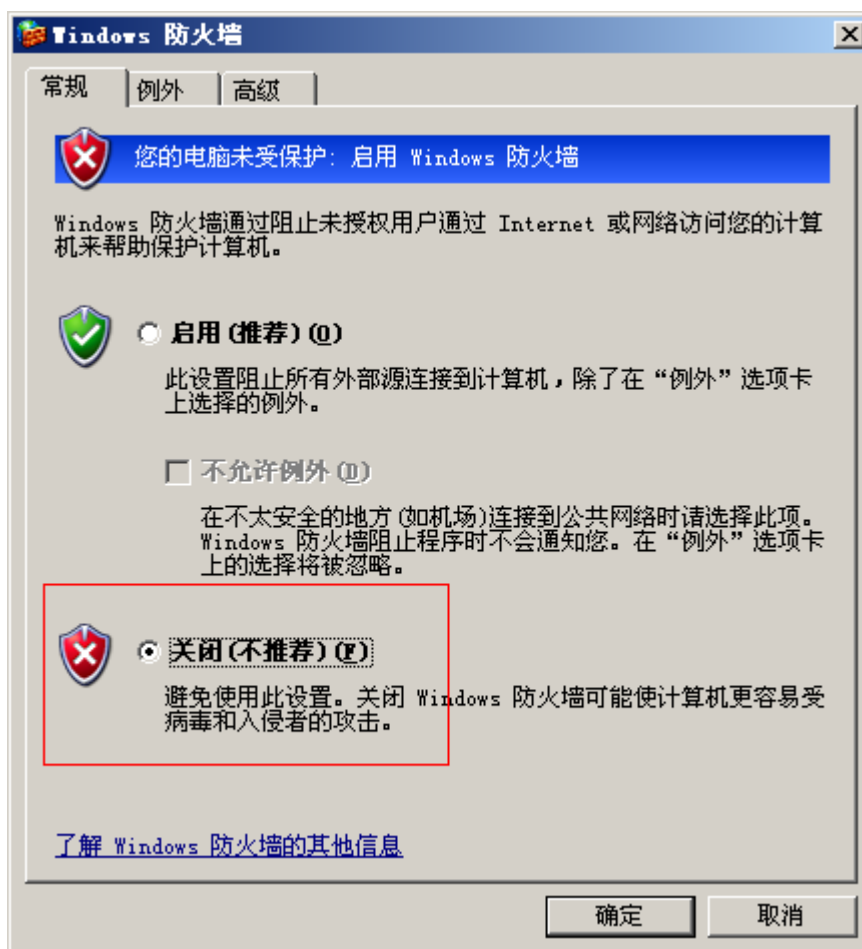 Windows 防火墙
常规
例外
高级
您的电脑未受保护: 启用 Windows 防火墙
Windows 防火墙通过阻止未授权用户通过 Internet 或网络访问您的计算
机来帮助保护计算机。
启用(推荐)(O)
此设置阻止所有外部源连接到计算机，除了在“例外”选项卡
上选择的例外。
不允许例外(D)
在不太安全的地方(如机场)连接到公共网络时请选择此项。
Windows 防火墙阻止程序时不会通知您。在“例外”选项卡
上的选择将被忽略。
关闭(不推荐)(F)
避免使用此设置。关闭 Windows 防火墙可能使计算机更容易受
病毒和入侵者的攻击。
了解 Windows 防火墙的其他信息
确定
取消